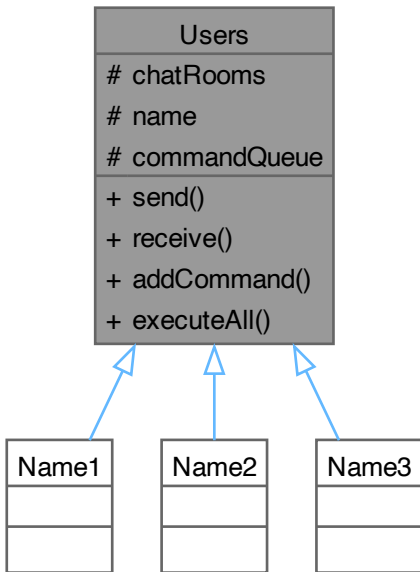 Users
# chatRooms
# name
# commandQueue
+ send()
+ receive()
+ addCommand()
+ executeAll()
Name1
Name2
Name3